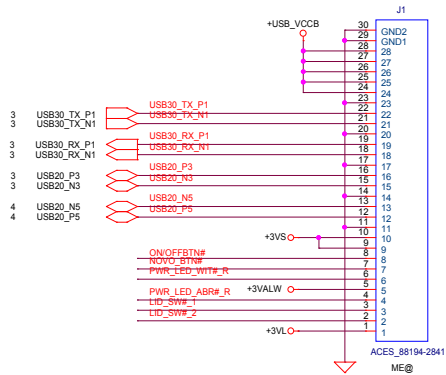 J1
+USB_VCCB
30 GND2
29 GND1
28 28
27 27
26 26
25 25
24 24
23 23
USB30_TX_P1 22 22
3 USB30_TX_P1
USB30_TX_N1 21 21
3 USB30_TX_N1
20 20
USB30_RX_P1 19 19
3 USB30_RX_P1
USB30_RX_N1 18 18
3 USB30_RX_N1
17 17
3 USB20_P3 USB20_P3 16 16
3 USB20_N3 USB20_N3 15 15
14 14
4 USB20_N5 USB20_N5 13 13
4 USB20_P5 USB20_P5 12 12
11 11
+3VS 10 10
9 9
ON/OFFBTN# 8 8
NOVO_BTN# 7 7
PWR_LED_WIT#_R 6 6
+3VALW 5 5
PWR_LED_ABR#_R 4 4
LID_SW#_1 3 3
LID_SW#_2 2 2
+3VL 1 1
ACES_88194-2841
ME@